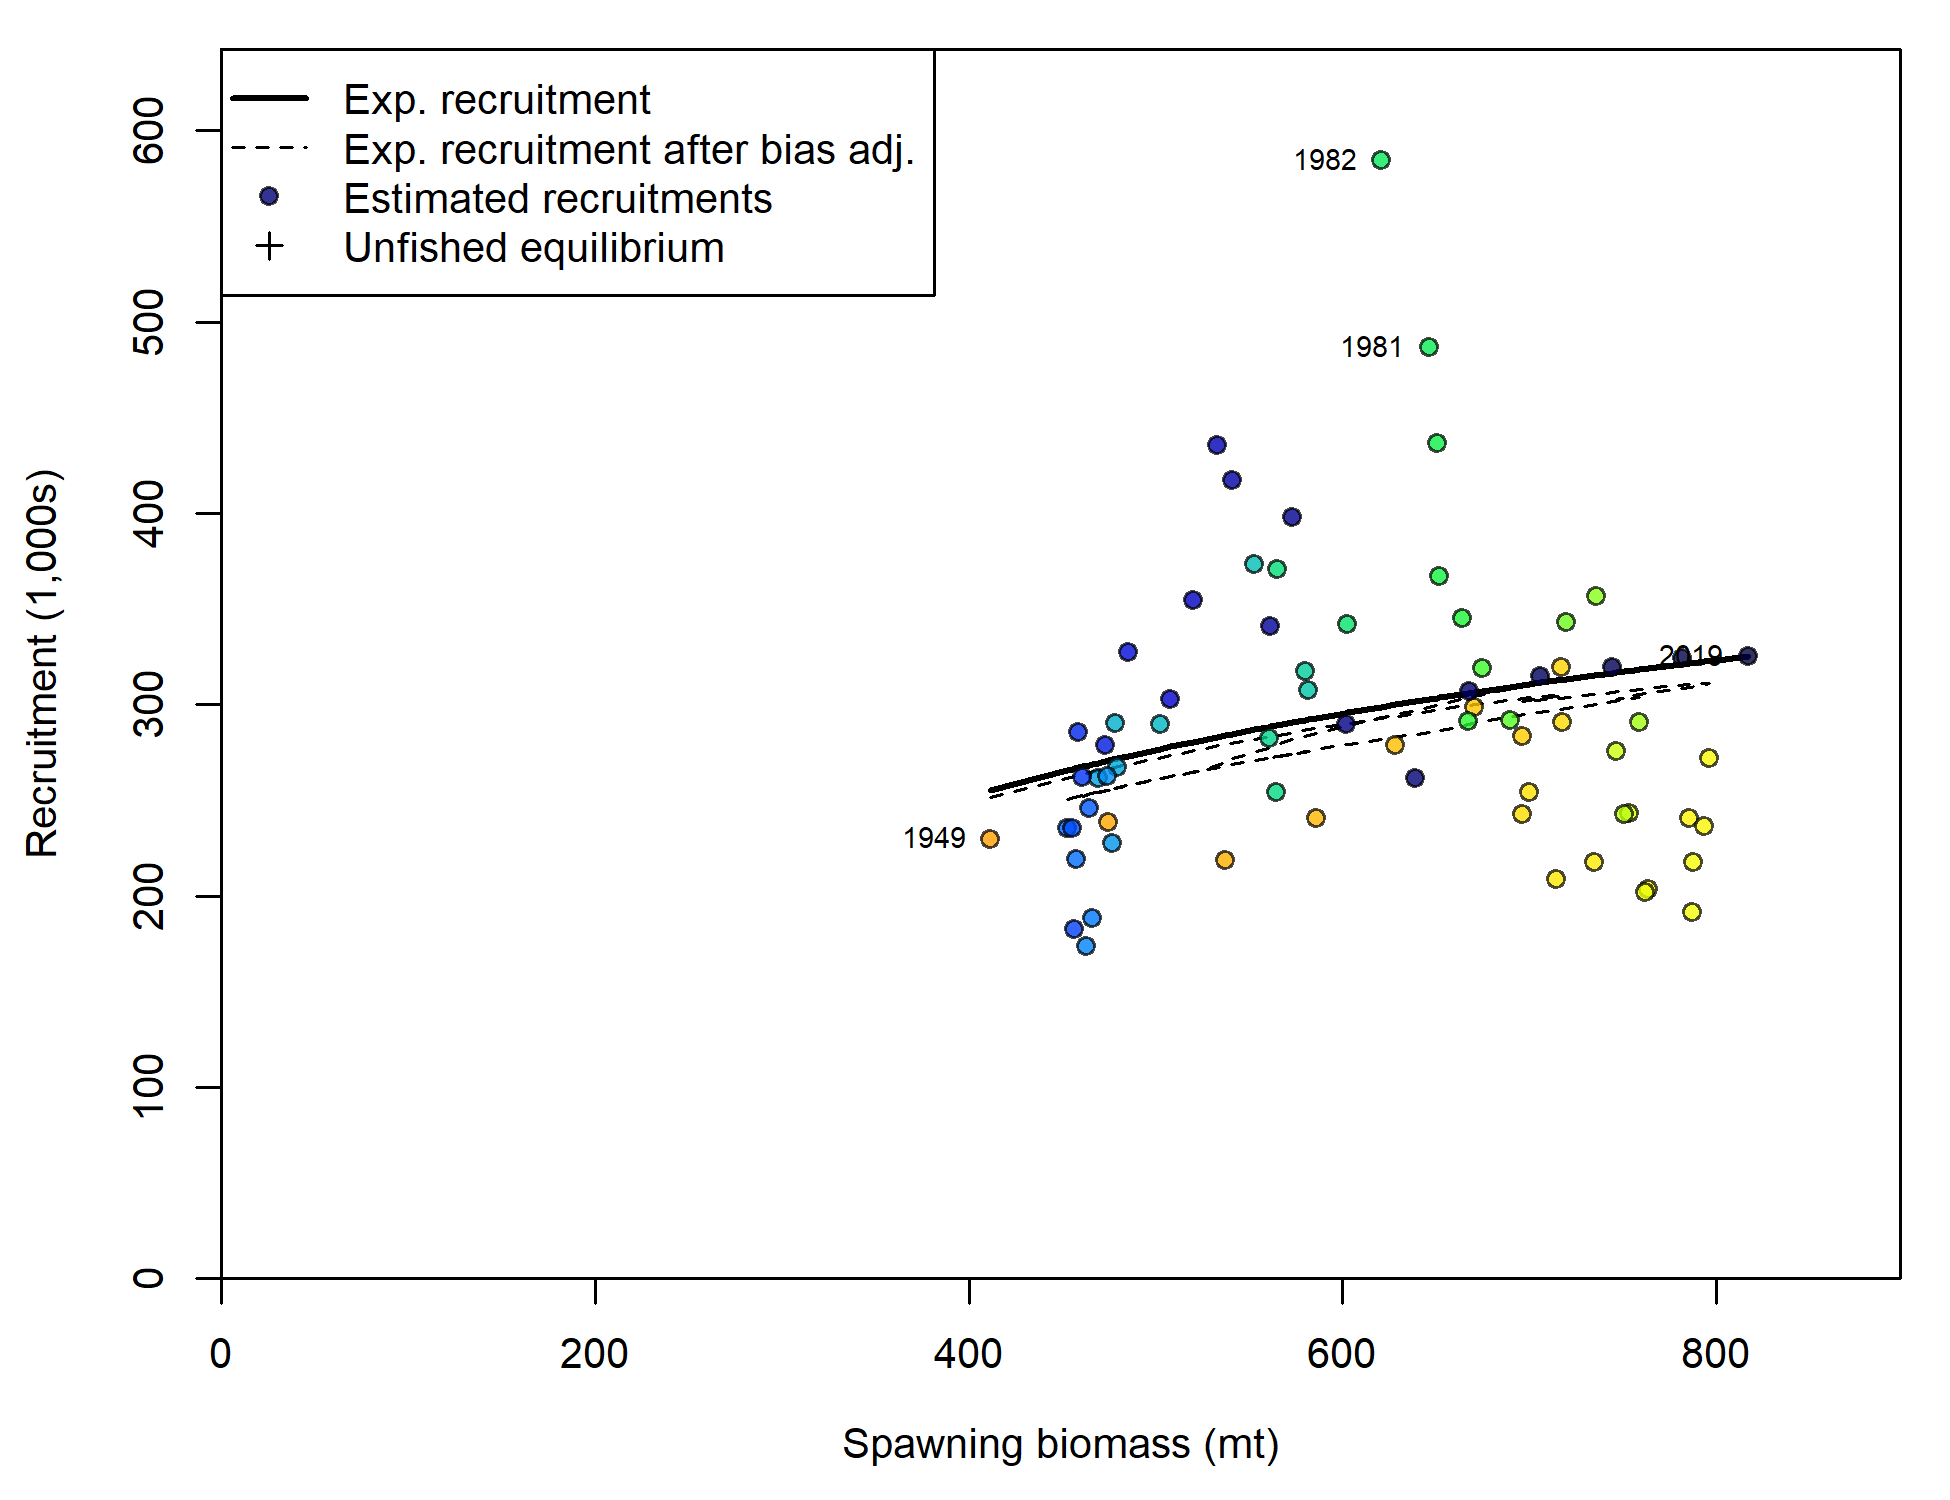 Exp. recruitment
Exp. recruitment after bias adj.
Estimated recruitments
Unfished equilibrium
1982
1981
2019
1949
Recruitment (1,000s)
600
500
400
300
200
100
0
0 200 400 600 800
Spawning biomass (mt)